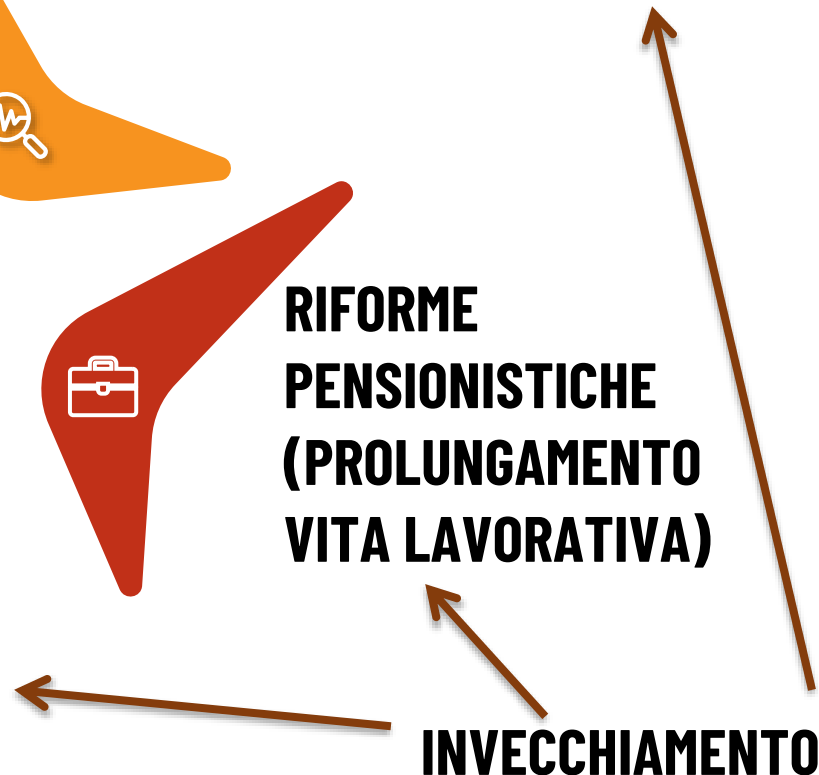 RIFORME
PENSIONISTICHE
(PROLUNGAMENTO
VITA LAVORATIVA)
INVECCHIAMENTO